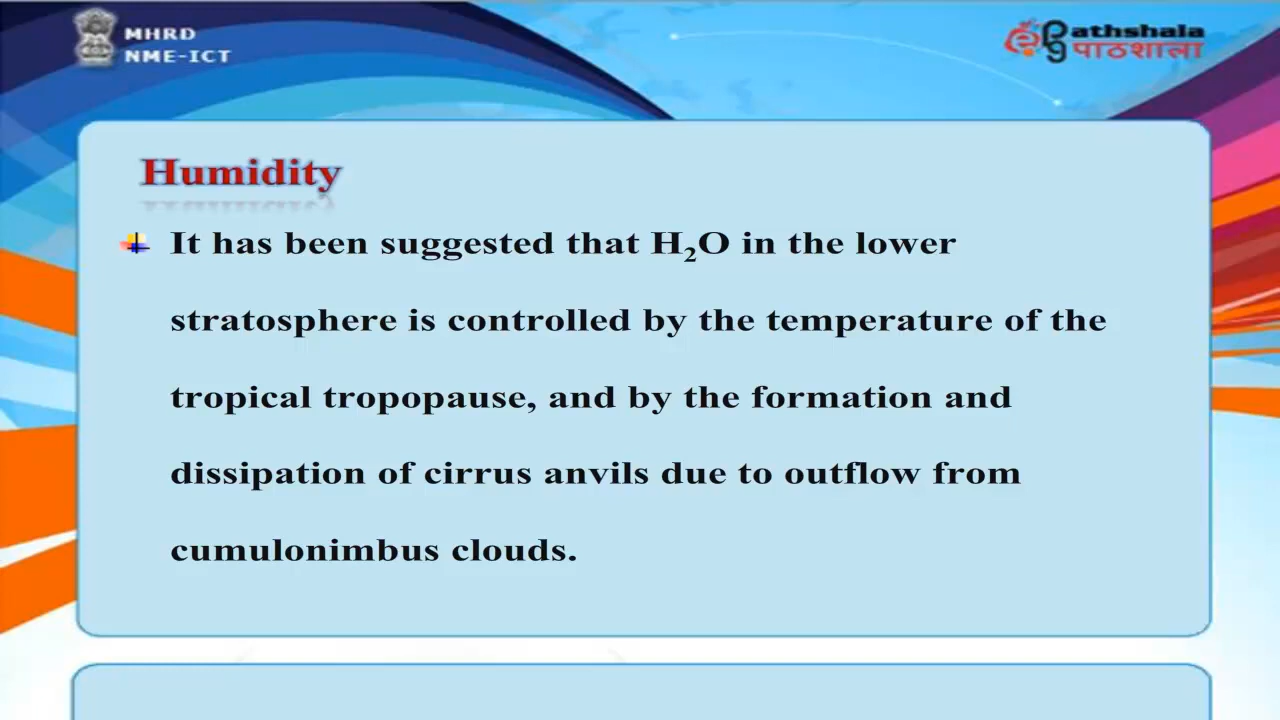 MHRD
NME-ICT
athshala
पाठशाला
Humidity
It has been suggested that H₂O in the lower
stratosphere is controlled by the temperature of the
tropical tropopause, and by the formation and
dissipation of cirrus anvils due to outflow from
cumulonimbus clouds.